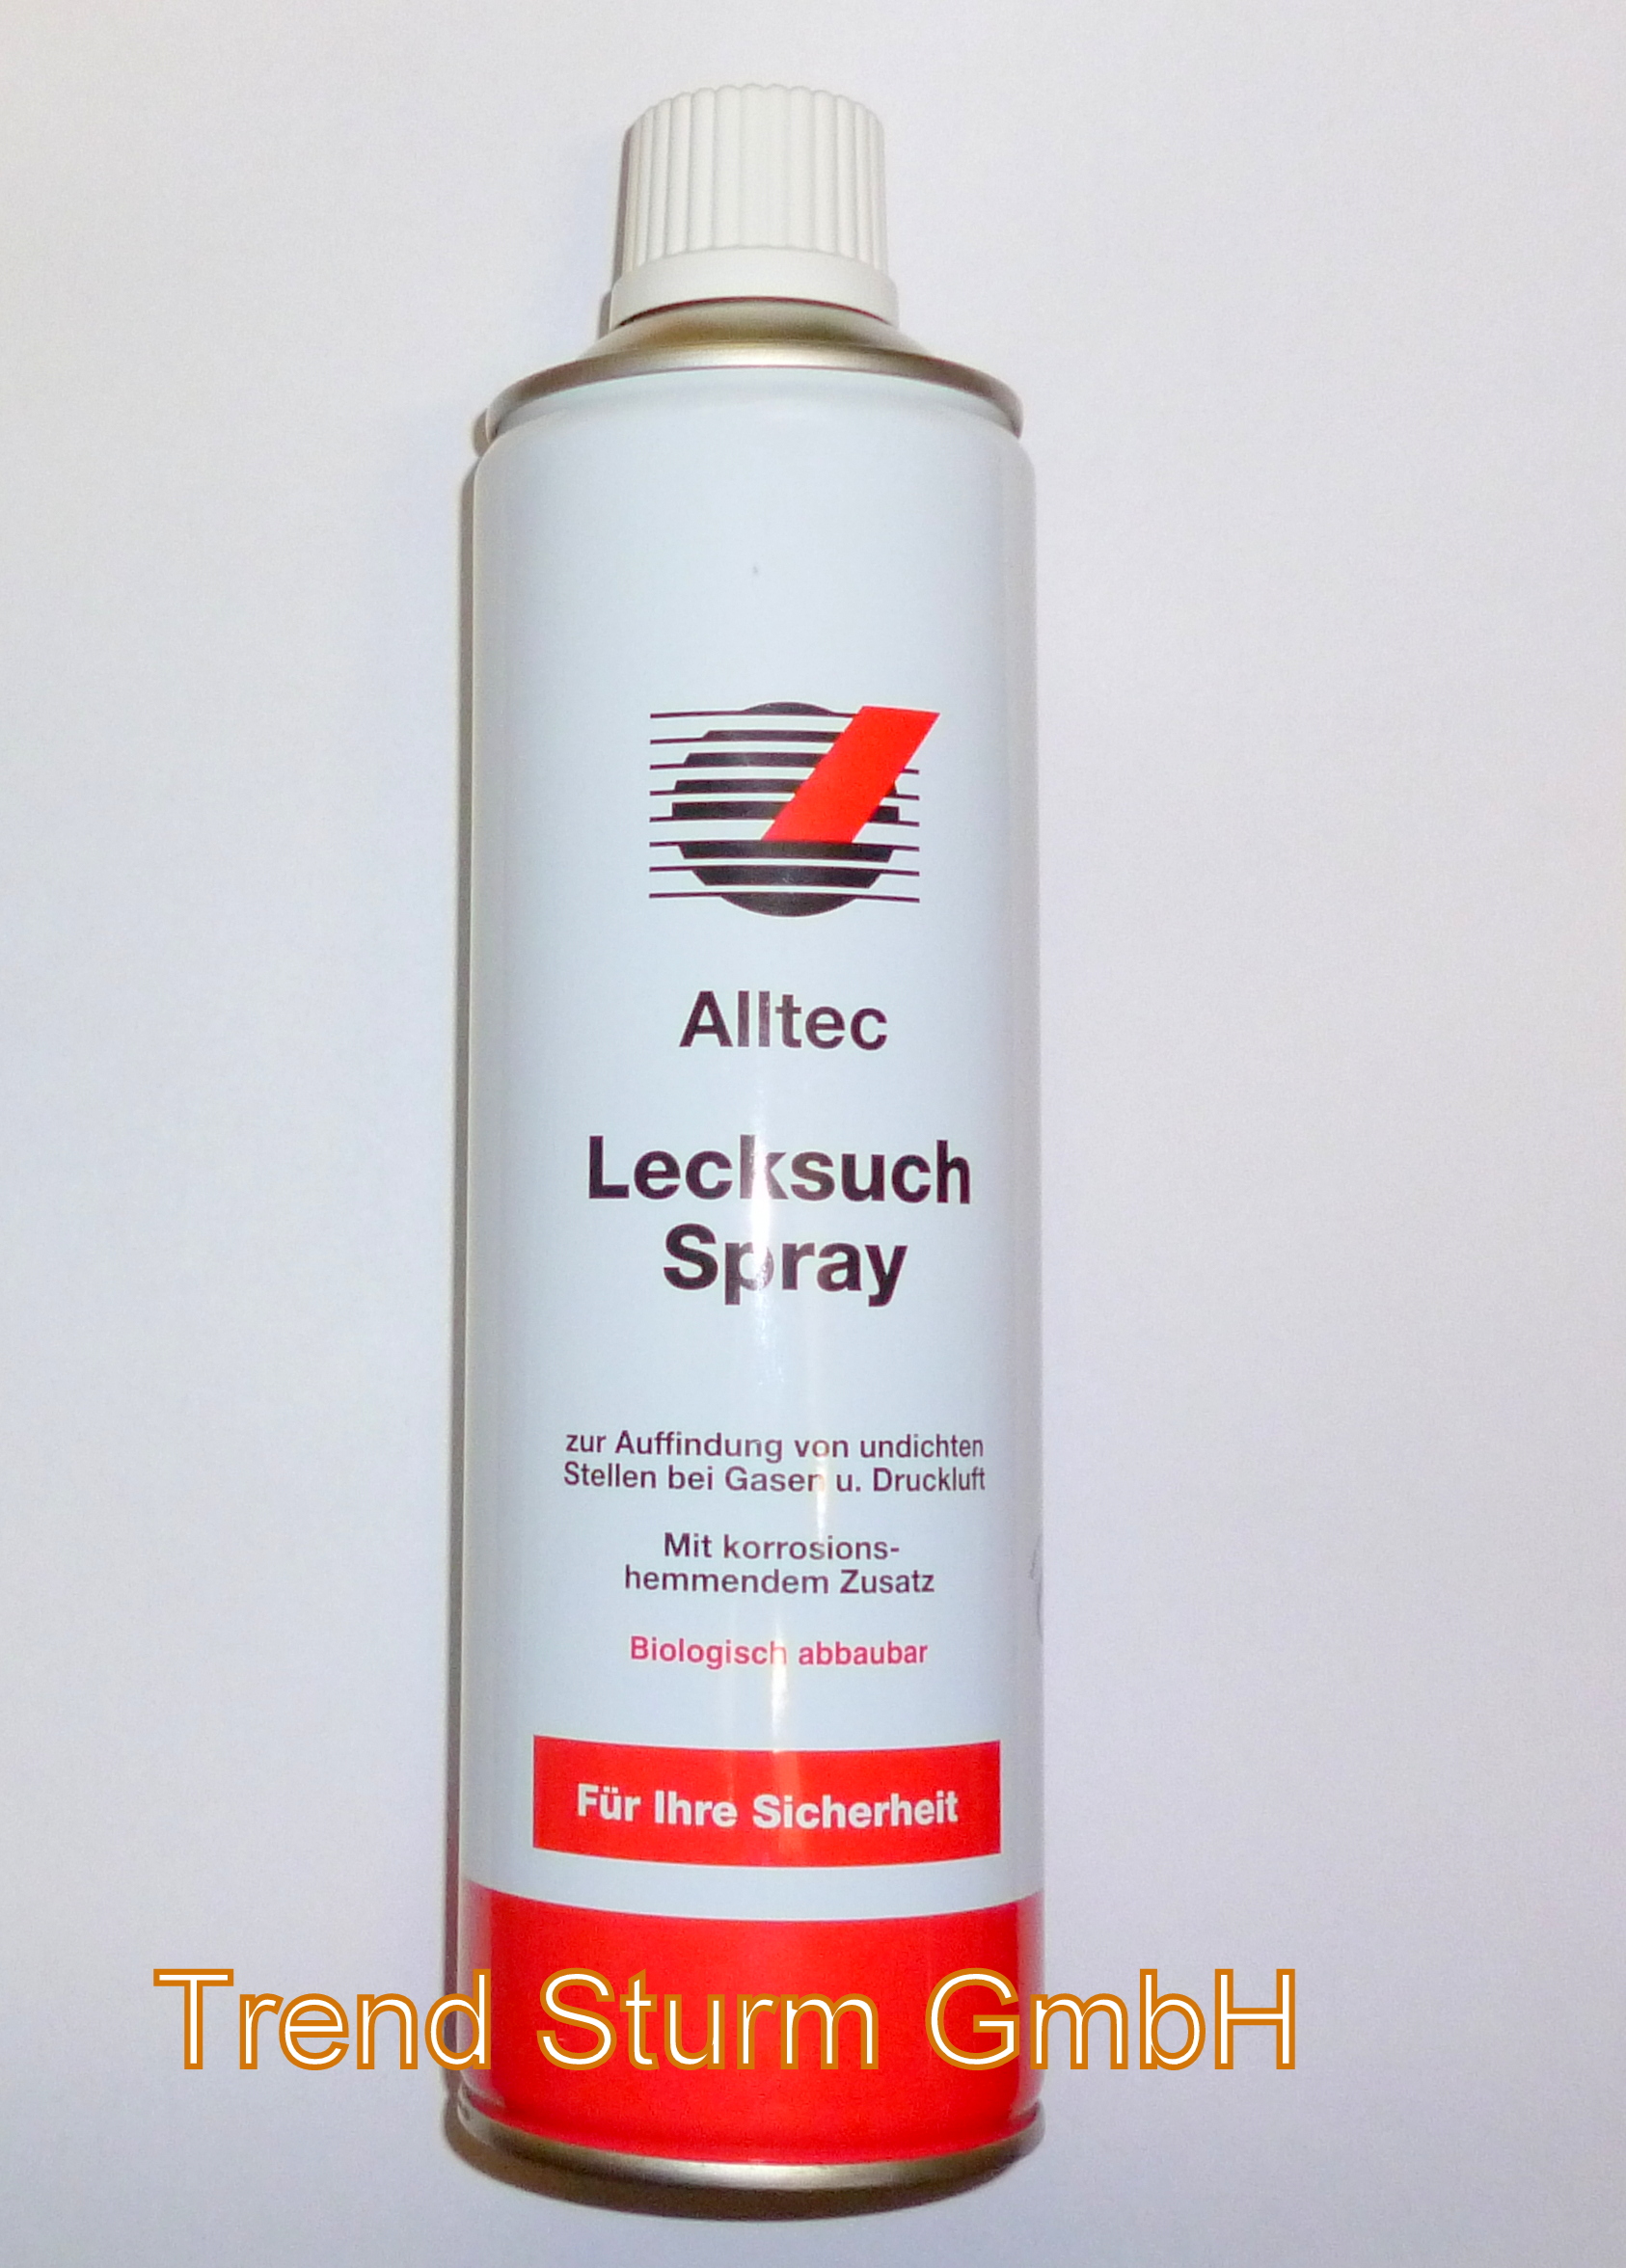 Alltec
Lecksuch
Spray
zur Auffindung von undichten
Stellen bei Gasen u. Druckluft
Mit korrosions-
hemmendem Zusatz
Biologisch abbaubar
Für Ihre Sicherheit
Trend Sturm GmbH